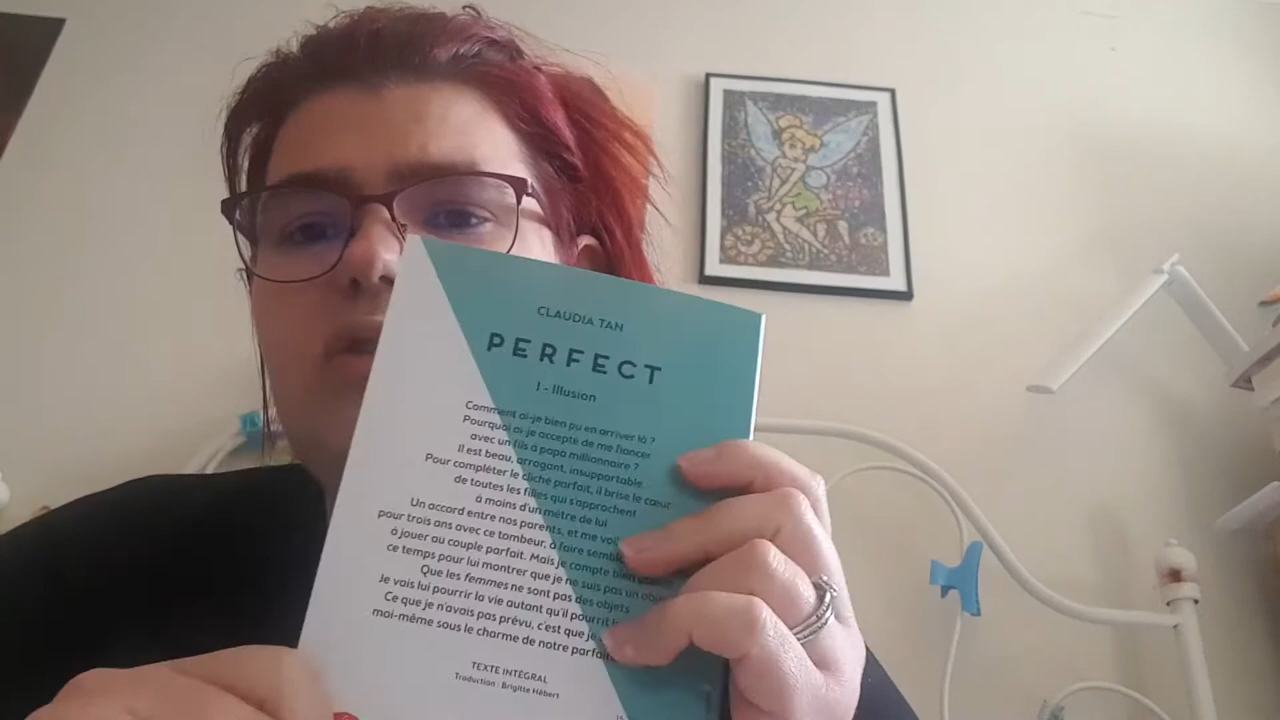 CLAUDIA TAN
PERFECT
I - Illusion
Comment ai-je bien pu en arriver là ?
Pourquoi ai-je accepté de me fiancer
avec un fils à papa millionnaire ?
Il est beau, arrogant, insupportable.
Pour compléter le cliché parfait, il brise le cœur
de toutes les filles qui s'approchent
à moins d'un mètre de lui
Un accord entre nos parents, et me
pour trois ans avec ce tombeur, à faire
à jouer au couple parfait. Mais je compte bien
ce temps pour lui montrer que je ne suis pas un
Que les femmes ne sont pas des objets
Je vais lui pourrir la vie autant qu'il pourrit
Ce que je n'avais pas prévu, c'est que je
moi-même sous le charme de notre
TEXTE INTÉGRAL
Traduction : Brigitte Hébert